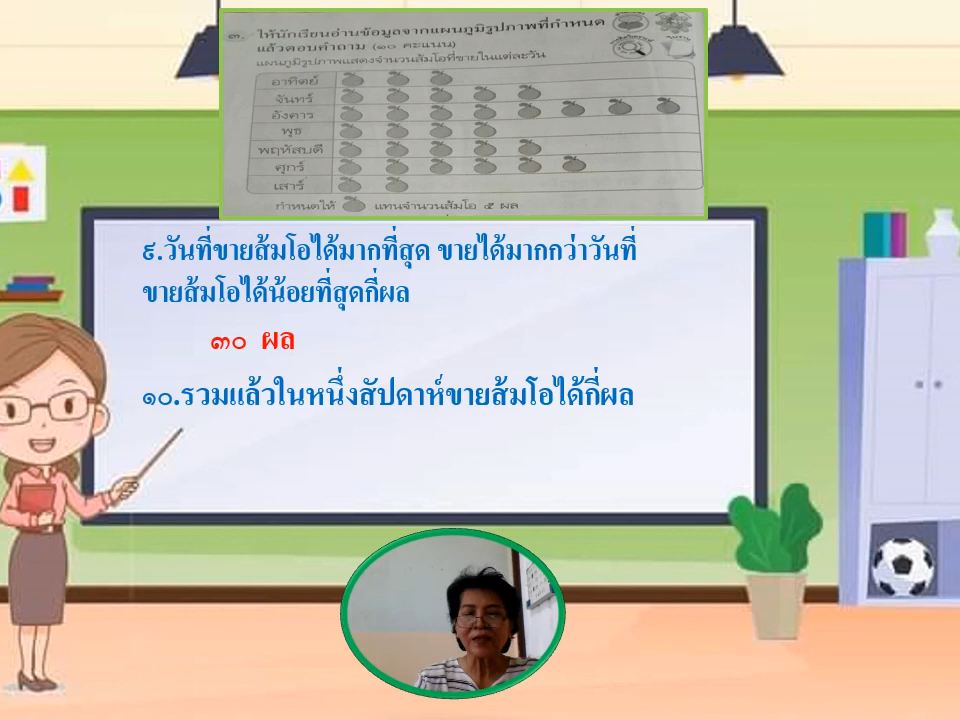 ๓. ให้นักเรียนอ่านข้อมูลจากแผนภูมิรูปภาพที่กำหนด
แล้วตอบคำถาม (๑๐ คะแนน)
แผนภูมิรูปภาพแสดงจำนวนส้มโอที่ขายในแต่ละวัน
อาทิตย์
จันทร์
อังคาร
พุธ
พฤหัสบดี
ศุกร์
เสาร์
กำหนดให้ แทนจำนวนส้มโอ ๕ ผล
๙.วันที่ขายส้มโอได้มากที่สุด ขายได้มากกว่าวันที่
ขายส้มโอได้น้อยที่สุดกี่ผล
๓๐ ผล
๑๐.รวมแล้วในหนึ่งสัปดาห์ขายส้มโอได้กี่ผล